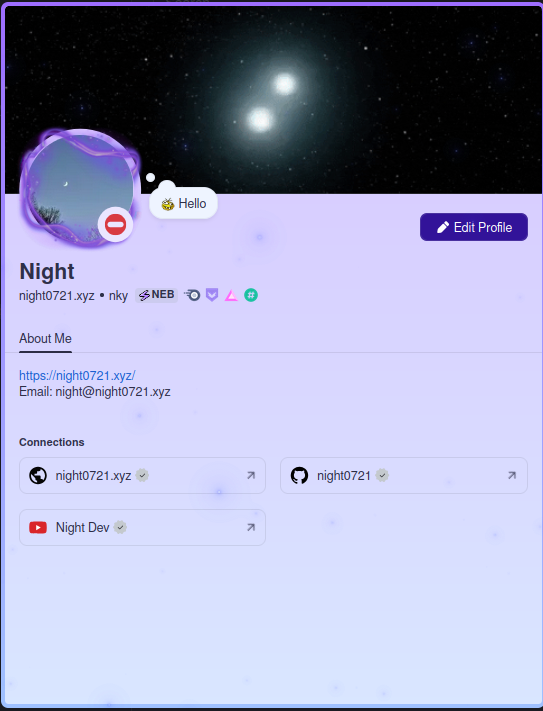 Hello
Edit Profile
Night
night0721.xyz • nky NEB
About Me
https://night0721.xyz/
Email: night@night0721.xyz
Connections
night0721.xyz night0721
Night Dev